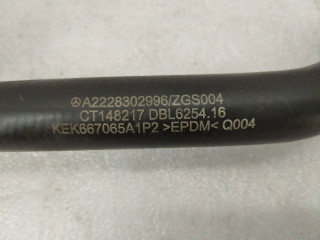 A2228302996/ZGS004
CT148217 DBL6254.16
KEK667065A1P2 >EPDM< Q004